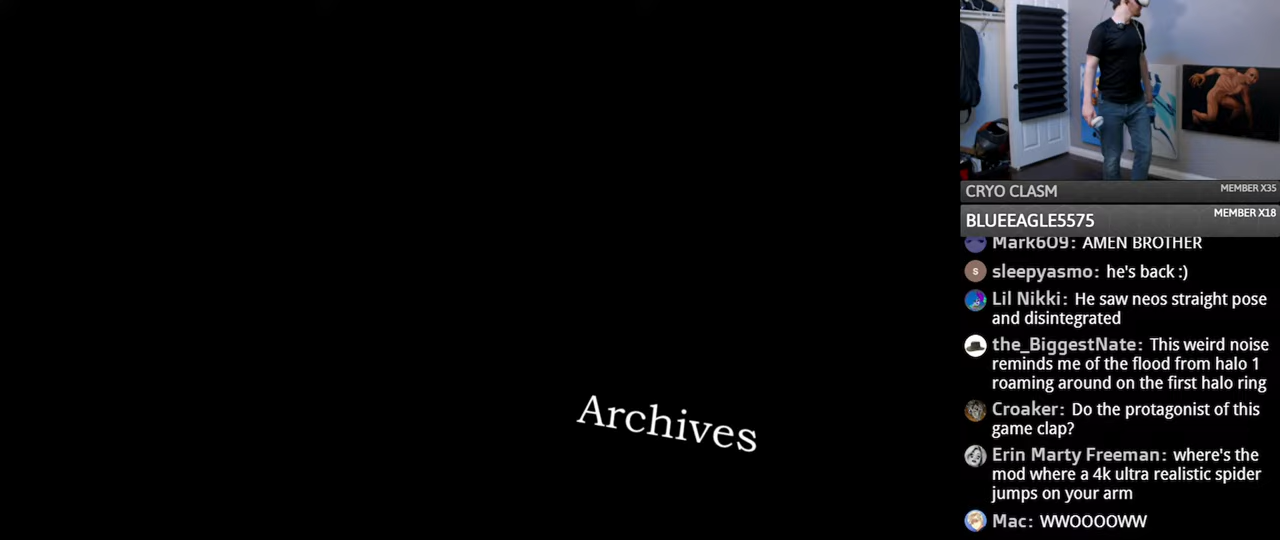 Archives
CRYO CLASM
MEMBER X35
BLUEEAGLE5575
MEMBER X18
Mark609: AMEN BROTHER
S
sleepyasmo: he's back :)
Lil Nikki: He saw neos straight pose
and disintegrated
the_BiggestNate: This weird noise
reminds me of the flood from halo 1
roaming around on the first halo ring
Croaker: Do the protagonist of this
game clap?
Erin Marty Freeman: where's the
mod where a 4k ultra realistic spider
jumps on your arm
Mac: WWOOOOWW